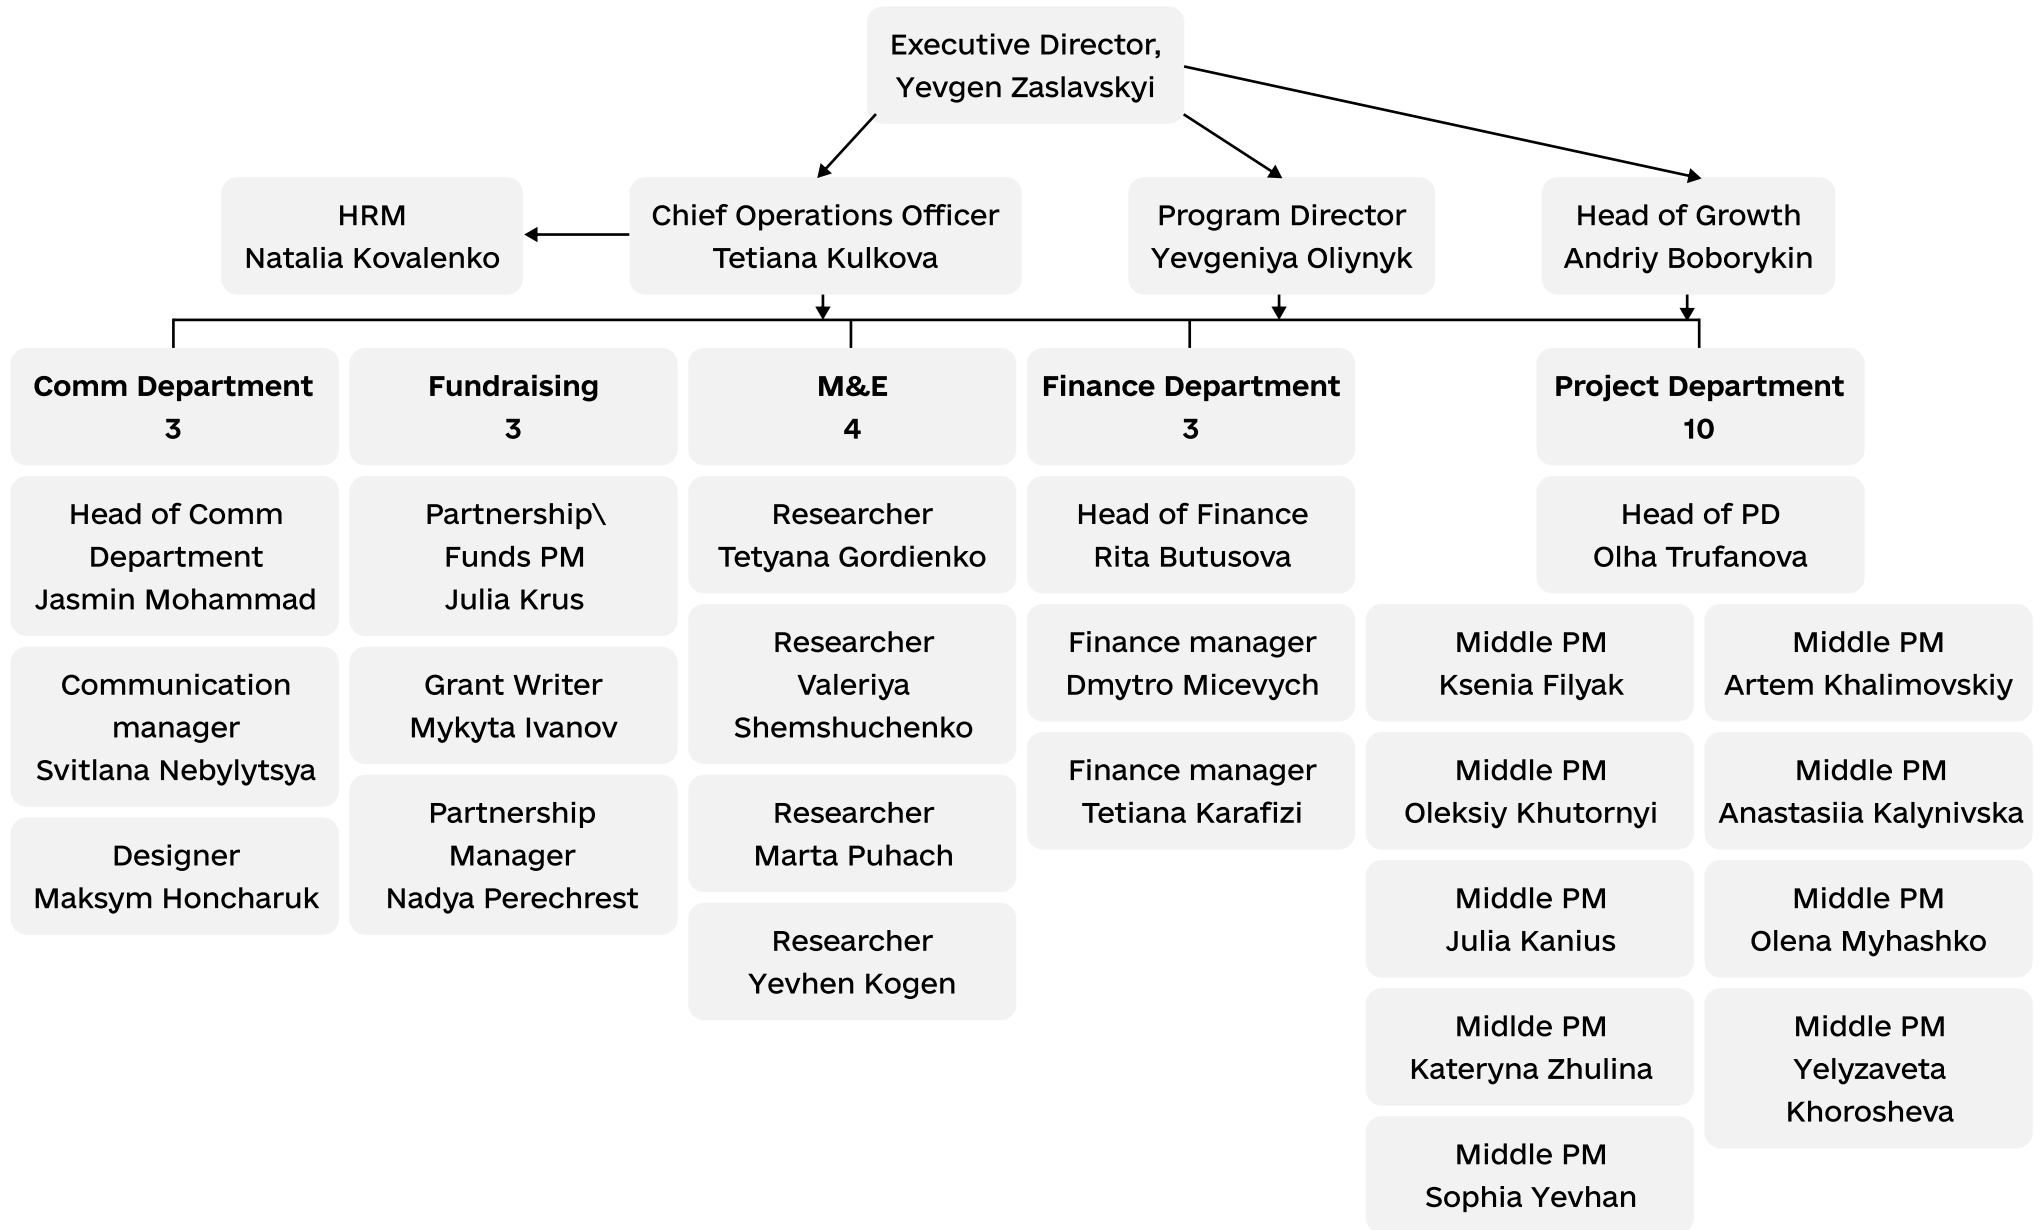 Executive Director,
Yevgen Zaslavskyi
HRM
Natalia Kovalenko
Chief Operations Officer
Tetiana Kulkova
Program Director
Yevgeniya Oliynyk
Head of Growth
Andriy Boborykin
Comm Department
3
Fundraising
3
M&E
4
Finance Department
3
Project Department
10
Head of Comm
Department
Jasmin Mohammad
Communication
manager
Svitlana Nebylytsya
Designer
Maksym Honcharuk
Partnership\
Funds PM
Julia Krus
Grant Writer
Mykyta Ivanov
Partnership
Manager
Nadya Perechrest
Researcher
Tetyana Gordienko
Researcher
Valeriya
Shemshuchenko
Researcher
Marta Puhach
Researcher
Yevhen Kogen
Head of Finance
Rita Butusova
Finance manager
Dmytro Micevych
Finance manager
Tetiana Karafizi
Head of PD
Olha Trufanova
Middle PM
Ksenia Filyak
Middle PM
Oleksiy Khutornyi
Middle PM
Julia Kanius
Midlde PM
Kateryna Zhulina
Middle PM
Sophia Yevhan
Middle PM
Artem Khalimovskiy
Middle PM
Anastasiia Kalynivska
Middle PM
Olena Myhashko
Middle PM
Yelyzaveta
Khorosheva